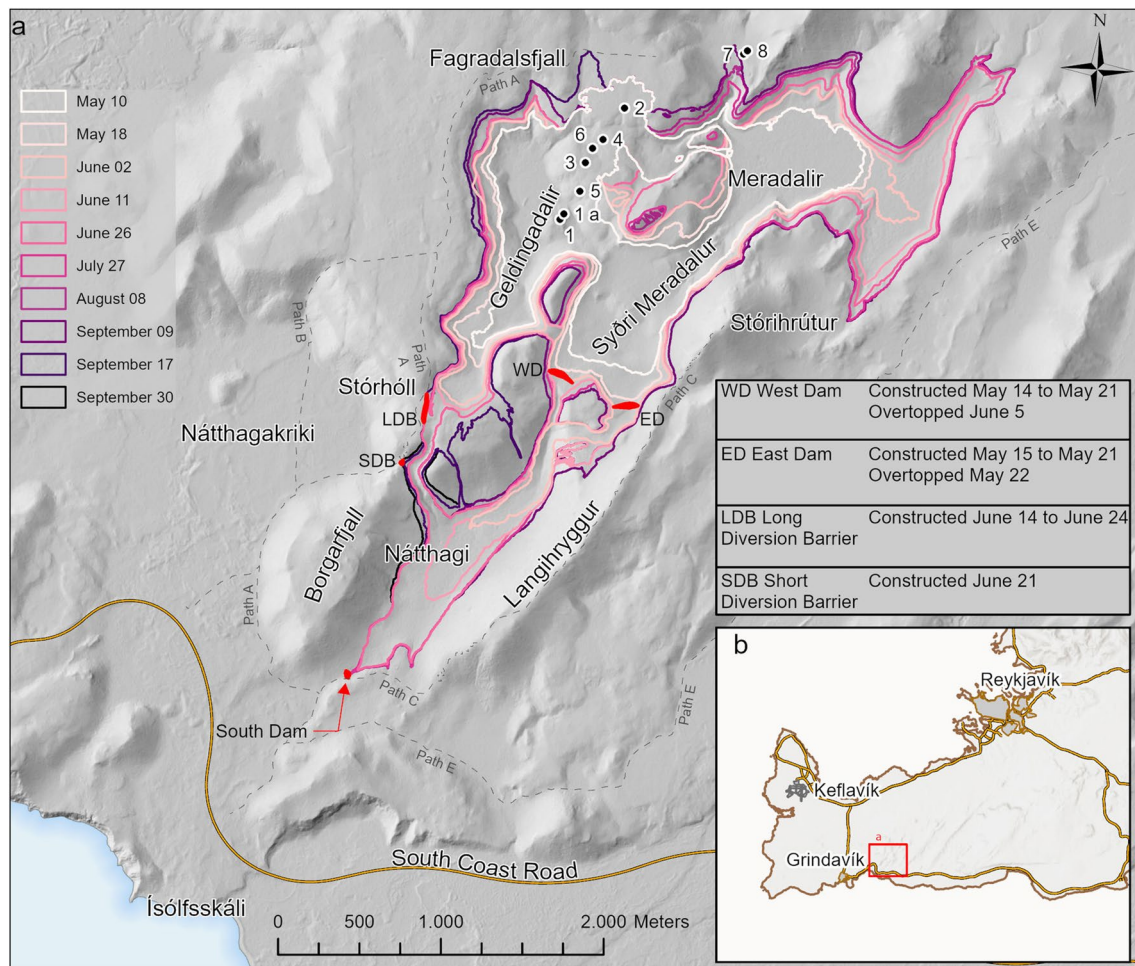 a
N
Fagradalsfjall
Path A
7
8
May 10
May 18
June 02
June 11
June 26
July 27
August 08
September 09
September 17
September 30
2
6
4
3
5
1 a
1
Meradalir
Geldingadalir
Syðri Meradalur
Path E
Stórihrútur
Path B
Path A
Stórhóll
LDB
WD
ED
Path C
Nátthagakriki
SDB
Borgarfjall
Nátthagi
Langihryggur
Path A
Path C
Path E
South Dam
Path E
South Coast Road
Ísólfsskáli
0 500 1.000 2.000 Meters
WD West Dam Constructed May 14 to May 21
Overtopped June 5
ED East Dam Constructed May 15 to May 21
Overtopped May 22
LDB Long Constructed June 14 to June 24
Diversion Barrier
SDB Short Constructed June 21
Diversion Barrier
b
Reykjavík
Keflavík
a
Grindavík